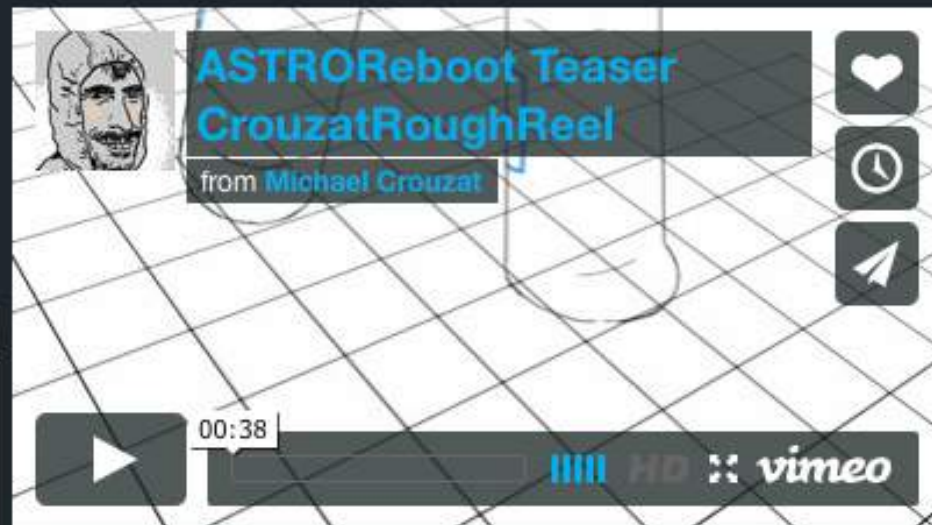 ASTROReboot Teaser
CrouzatRoughReel
from Michael Crouzat
00:38
HD vimeo